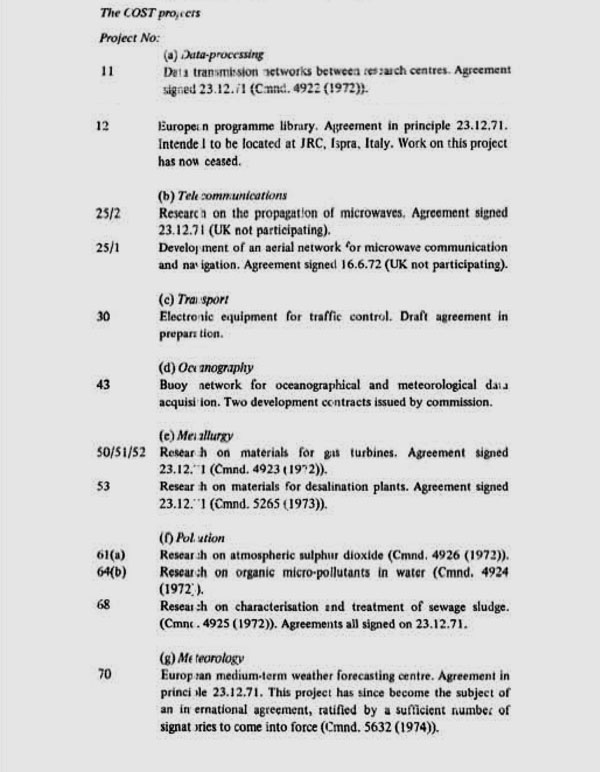 The COST projects
Project No:
(a) Data-processing
11 Data transmission networks between research centres. Agreement
signed 23.12.71 (Cmnd. 4922 (1972)).
12 European programme library. Agreement in principle 23.12.71.
Intended to be located at JRC, Ispra, Italy. Work on this project
has now ceased.
(b) Telecommunications
25/2 Research on the propagation of microwaves. Agreement signed
23.12.71 (UK not participating).
25/1 Development of an aerial network for microwave communication
and navigation. Agreement signed 16.6.72 (UK not participating).
(c) Transport
30 Electronic equipment for traffic control. Draft agreement in
preparation.
(d) Oceanography
43 Buoy network for oceanographical and meteorological data
acquisition. Two development contracts issued by commission.
(e) Metallurgy
50/51/52 Research on materials for gas turbines. Agreement signed
23.12.71 (Cmnd. 4923 (1972)).
53 Research on materials for desalination plants. Agreement signed
23.12.71 (Cmnd. 5265 (1973)).
(f) Pollution
61(a) Research on atmospheric sulphur dioxide (Cmnd. 4926 (1972)).
64(b) Research on organic micro-pollutants in water (Cmnd. 4924
(1972)).
68 Research on characterisation and treatment of sewage sludge.
(Cmnd. 4925 (1972)). Agreements all signed on 23.12.71.
(g) Meteorology
70 European medium-term weather forecasting centre. Agreement in
principle 23.12.71. This project has since become the subject of
an international agreement, ratified by a sufficient number of
signatories to come into force (Cmnd. 5632 (1974)).